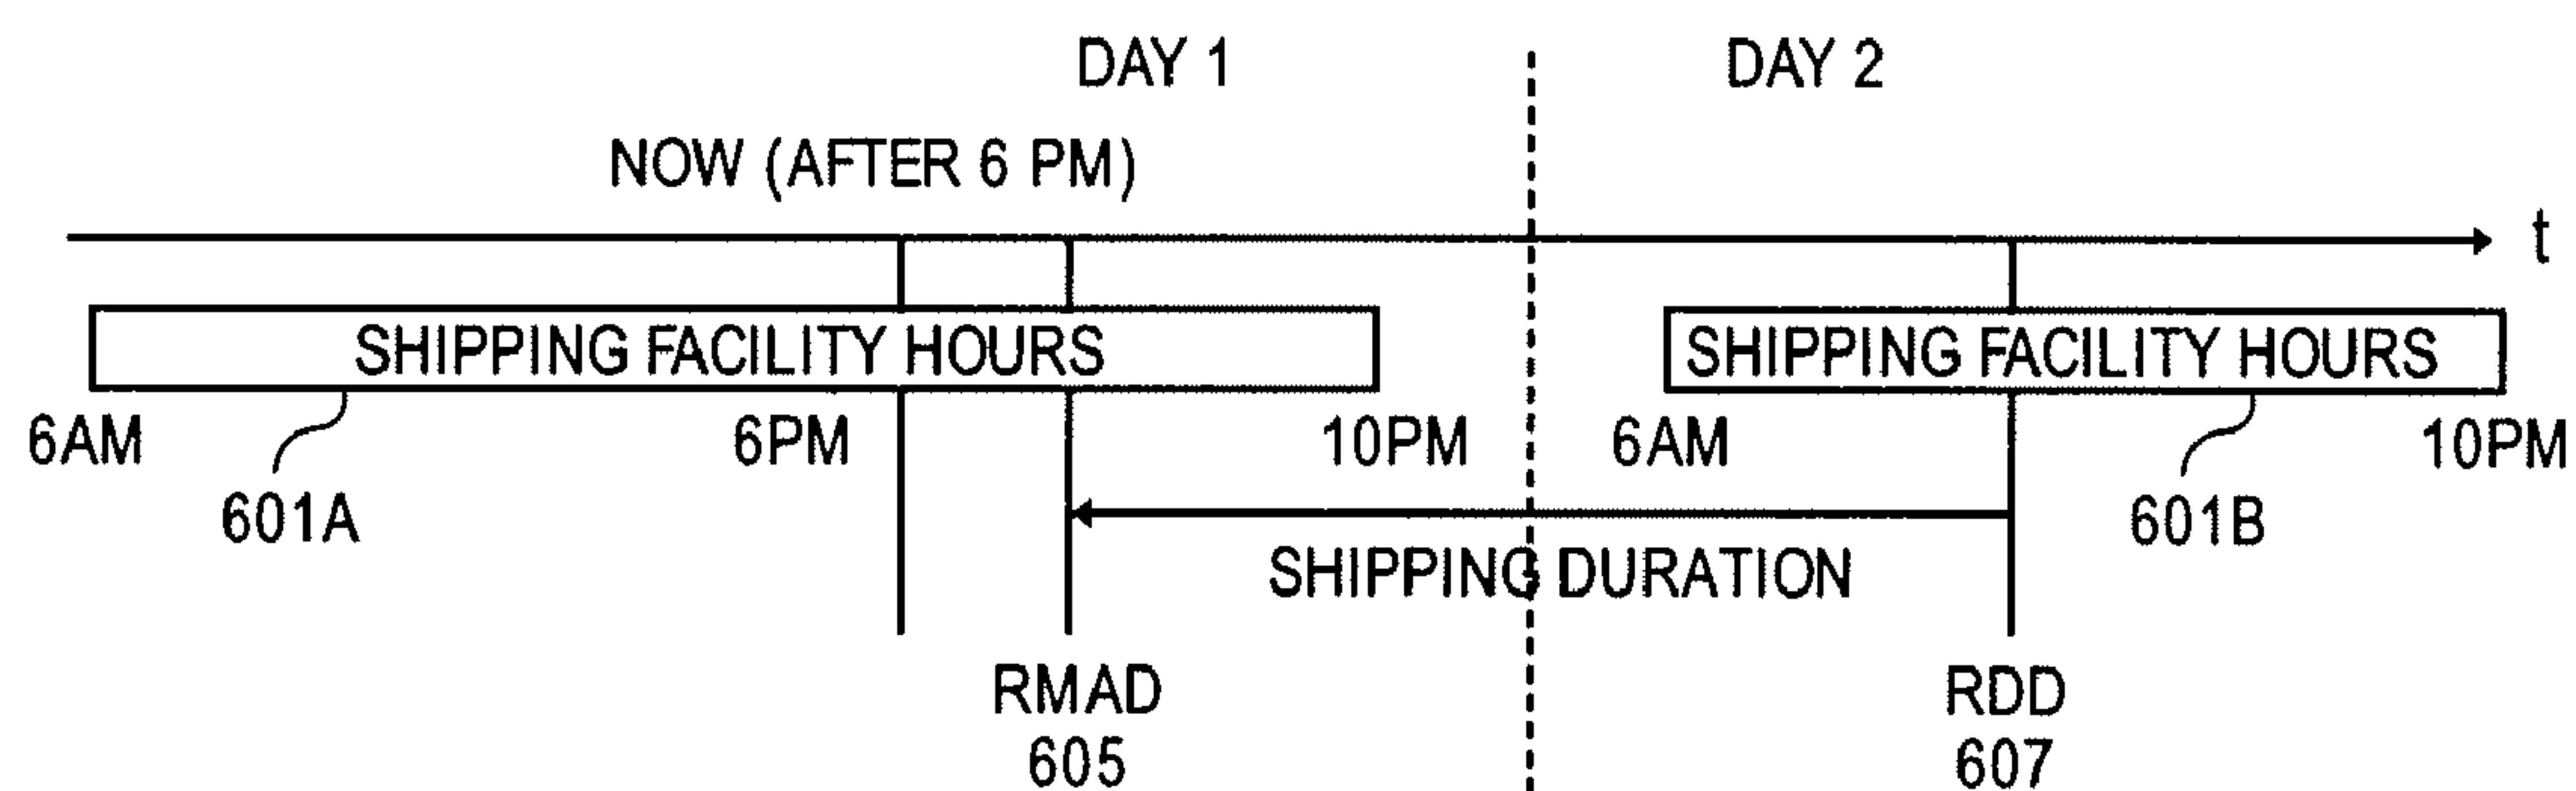 DAY 1
DAY 2
NOW (AFTER 6 PM)
t
SHIPPING FACILITY HOURS
SHIPPING FACILITY HOURS
6AM
6PM
10PM
6AM
10PM
601A
601B
SHIPPING DURATION
RMAD
605
RDD
607